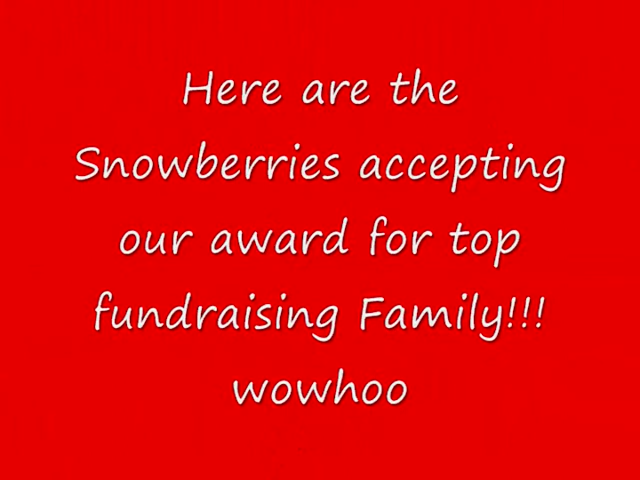 Here are the
Snowberries accepting
our award for top
fundraising Family!!!
wowhoo